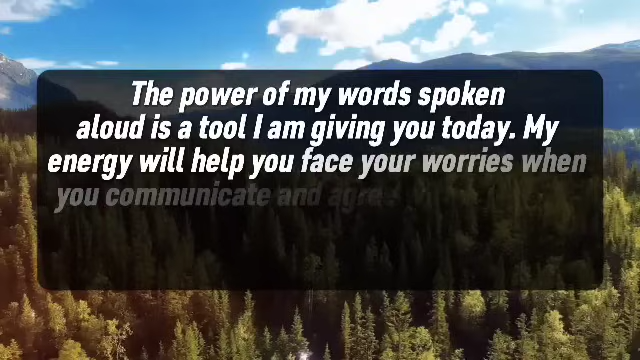 The power of my words spoken
aloud is a tool I am giving you today. My
energy will help you face your worries when
you communicate and agree